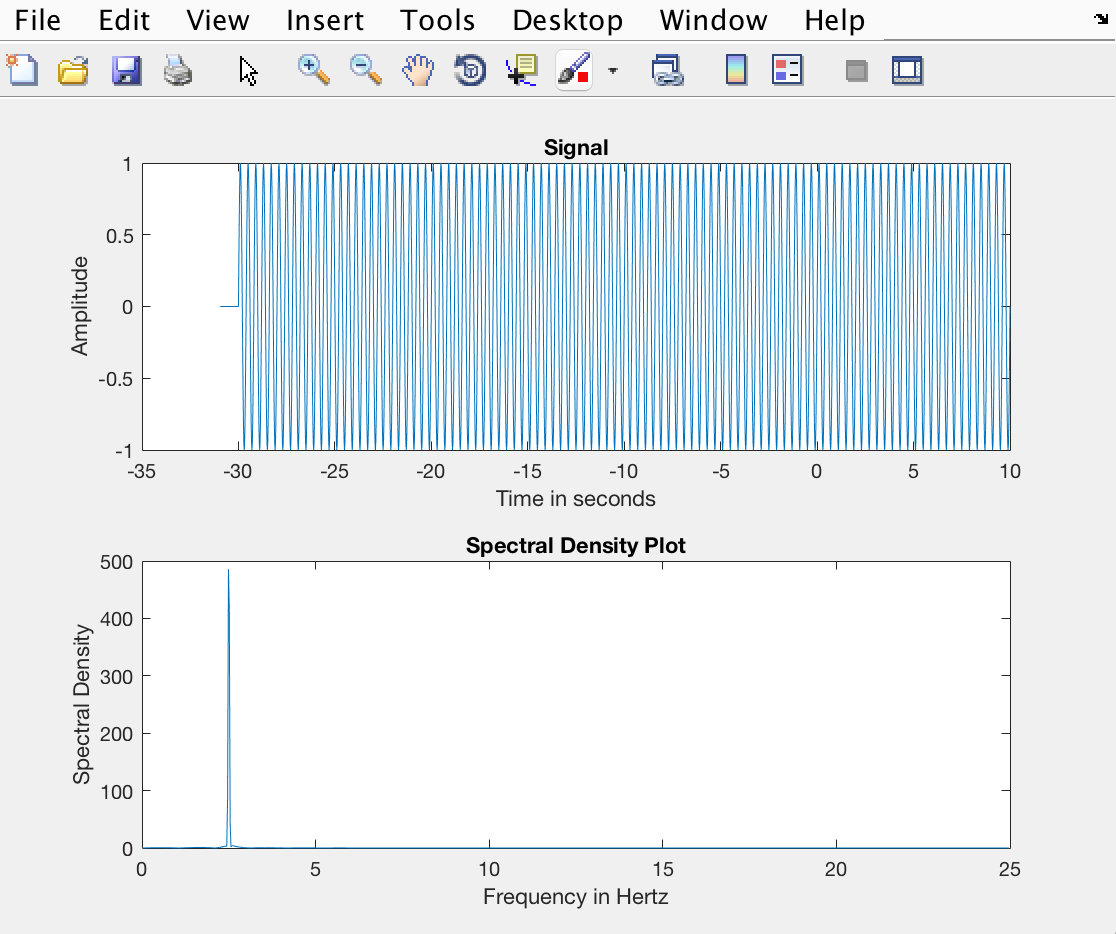 File Edit View Insert Tools Desktop Window Help
Signal
1
0.5
0
-0.5
-1
Amplitude
-35 -30 -25 -20 -15 -10 -5 0 5 10
Time in seconds
Spectral Density Plot
500
400
300
200
100
0
Spectral Density
0 5 10 15 20 25
Frequency in Hertz